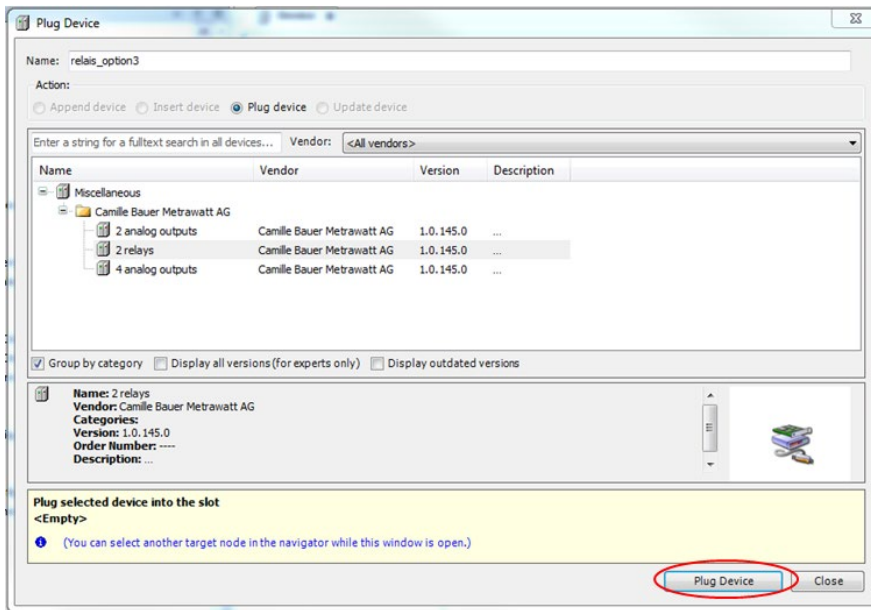 Plug Device
Name: relais_option3
Action:
Append device Insert device Plug device Update device
Enter a string for a fulltext search in all devices... Vendor: <All vendors>
Name Vendor Version Description
Miscellaneous
Camille Bauer Metrawatt AG
2 analog outputs Camille Bauer Metrawatt AG 1.0.145.0 ...
2 relays Camille Bauer Metrawatt AG 1.0.145.0 ...
4 analog outputs Camille Bauer Metrawatt AG 1.0.145.0 ...
Group by category Display all versions (for experts only) Display outdated versions
Name: 2 relays
Vendor: Camille Bauer Metrawatt AG
Categories:
Version: 1.0.145.0
Order Number: ----
Description: ...
Plug selected device into the slot
<Empty>
(You can select another target node in the navigator while this window is open.)
Plug Device Close